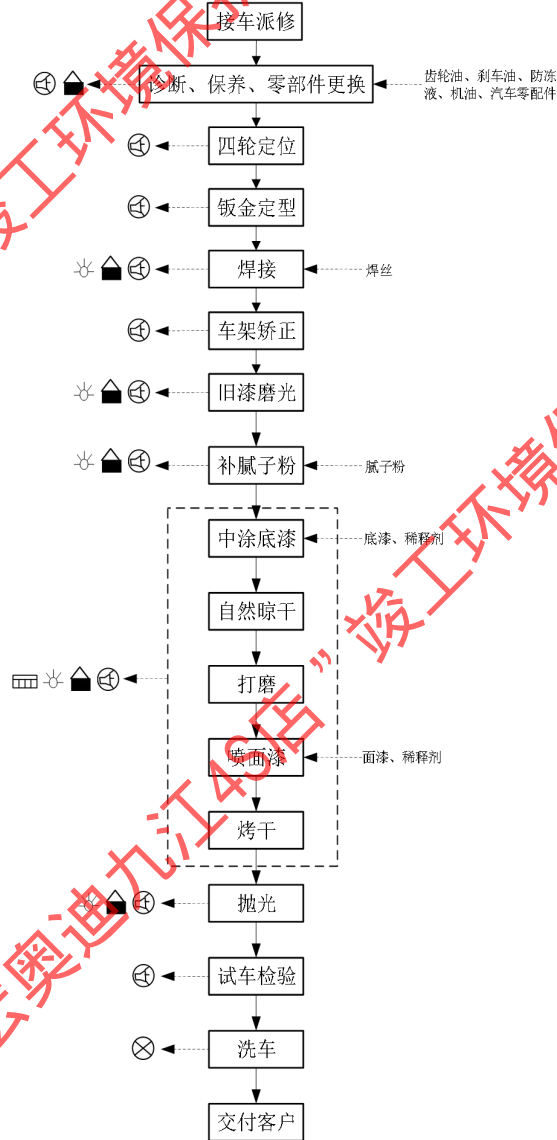 接车派修
诊断、保养、零部件更换
齿轮油、刹车油、防冻
液、机油、汽车零配件
四轮定位
钣金定型
焊接
焊丝
车架矫正
旧漆磨光
补腻子粉
腻子粉
中涂底漆
底漆、稀释剂
自然晾干
打磨
喷面漆
面漆、稀释剂
烤干
抛光
试车检验
洗车
交付客户
竣工环境保
奥迪九江4S店”竣工环境保